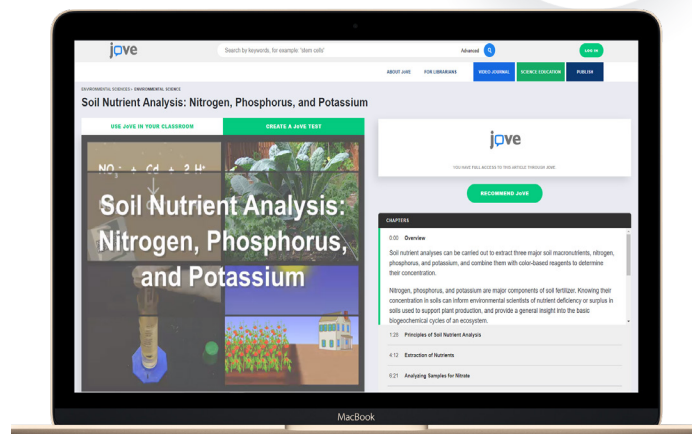 jove
Search by keywords, for example: 'stem cells'
Advanced
LOG IN
ABOUT JoVE
FOR LIBRARIANS
VIDEO JOURNAL
SCIENCE EDUCATION
PUBLISH
ENVIRONMENTAL SCIENCES > ENVIRONMENTAL SCIENCE
Soil Nutrient Analysis: Nitrogen, Phosphorus, and Potassium
USE JoVE IN YOUR CLASSROOM
CREATE A JoVE TEST
NO₃⁻ + Cd + 2 H⁺
Soil Nutrient Analysis:
Nitrogen, Phosphorus,
and Potassium
jove
YOU HAVE FULL ACCESS TO THIS ARTICLE THROUGH JOVE
RECOMMEND JoVE
CHAPTERS
0:00 Overview
Soil nutrient analyses can be carried out to extract three major soil macronutrients, nitrogen,
phosphorus, and potassium, and combine them with color-based reagents to determine
their concentration.
Nitrogen, phosphorus, and potassium are major components of soil fertilizer. Knowing their
concentration in soils can inform environmental scientists of nutrient deficiency or surplus in
soils used to support plant production, and provide a general insight into the basic
biogeochemical cycles of an ecosystem.
1:28 Principles of Soil Nutrient Analysis
4:12 Extraction of Nutrients
6:21 Analyzing Samples for Nitrate
MacBook